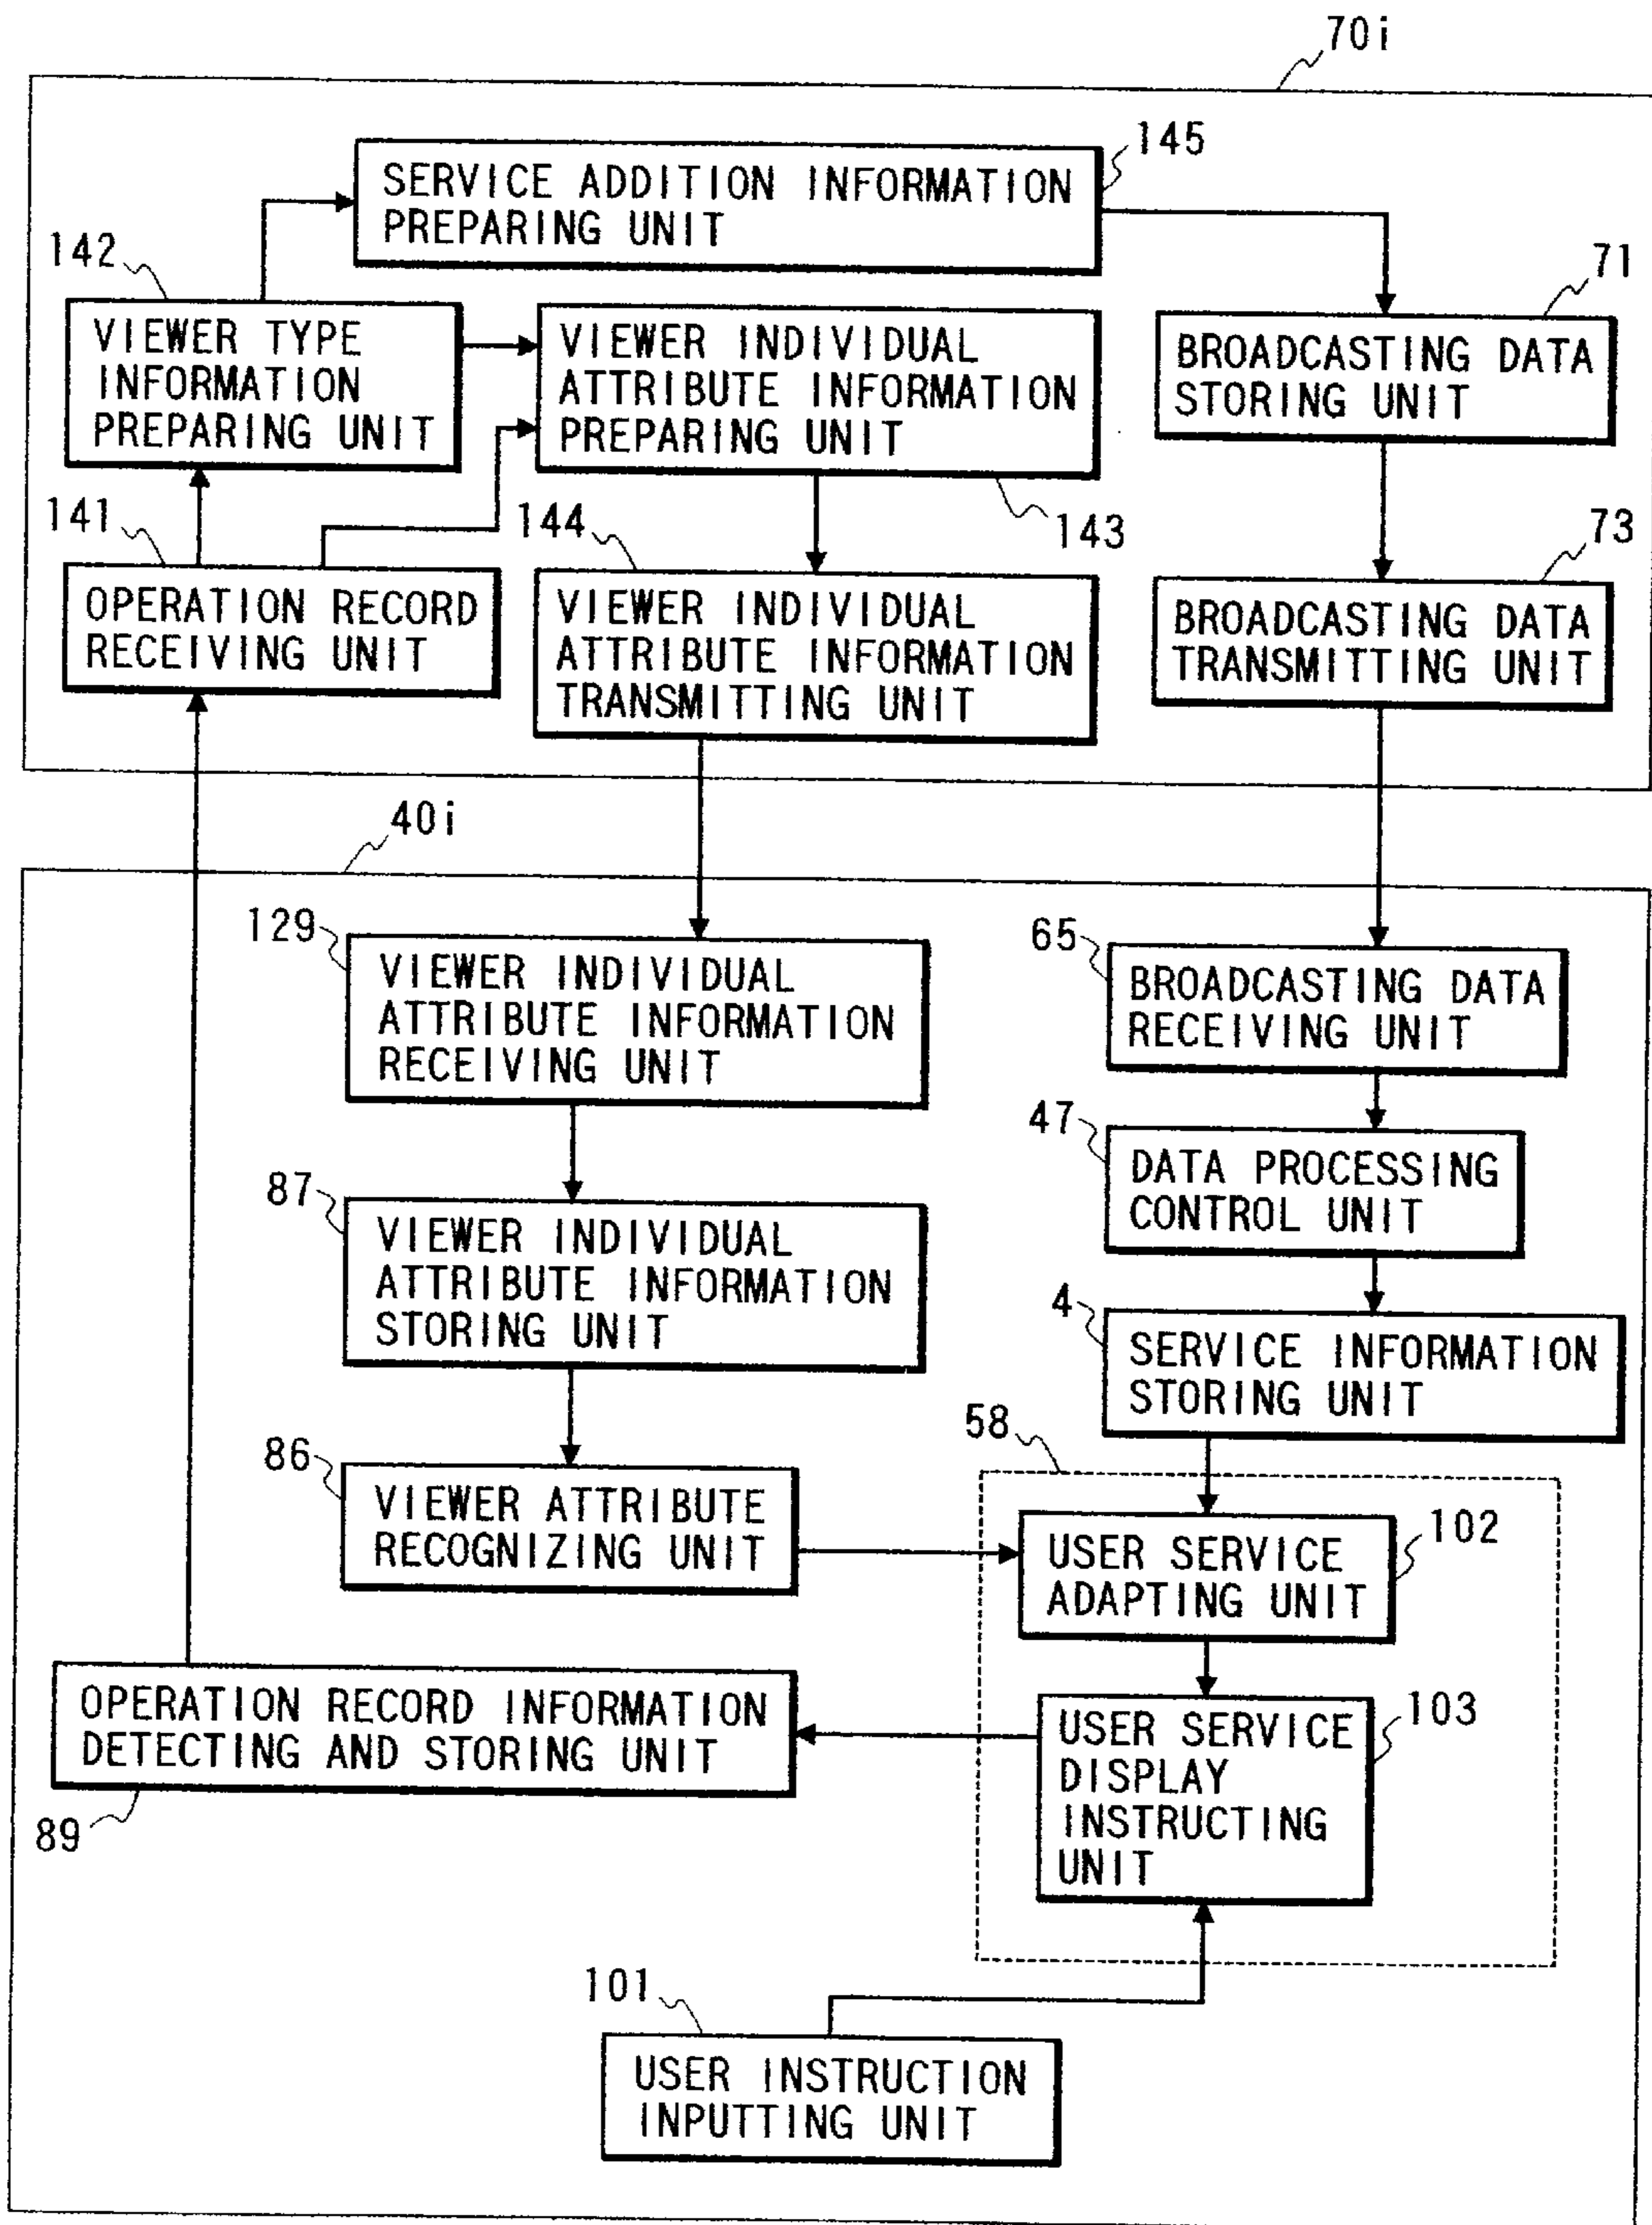 70i
145
SERVICE ADDITION INFORMATION
PREPARING UNIT
142
VIEWER TYPE
INFORMATION
PREPARING UNIT
VIEWER INDIVIDUAL
ATTRIBUTE INFORMATION
PREPARING UNIT
143
71
BROADCASTING DATA
STORING UNIT
141
OPERATION RECORD
RECEIVING UNIT
144
VIEWER INDIVIDUAL
ATTRIBUTE INFORMATION
TRANSMITTING UNIT
73
BROADCASTING DATA
TRANSMITTING UNIT
40i
129
VIEWER INDIVIDUAL
ATTRIBUTE INFORMATION
RECEIVING UNIT
65
BROADCASTING DATA
RECEIVING UNIT
47
DATA PROCESSING
CONTROL UNIT
87
VIEWER INDIVIDUAL
ATTRIBUTE INFORMATION
STORING UNIT
4
SERVICE INFORMATION
STORING UNIT
58
86
VIEWER ATTRIBUTE
RECOGNIZING UNIT
102
USER SERVICE
ADAPTING UNIT
OPERATION RECORD INFORMATION
DETECTING AND STORING UNIT
89
103
USER SERVICE
DISPLAY
INSTRUCTING
UNIT
101
USER INSTRUCTION
INPUTTING UNIT